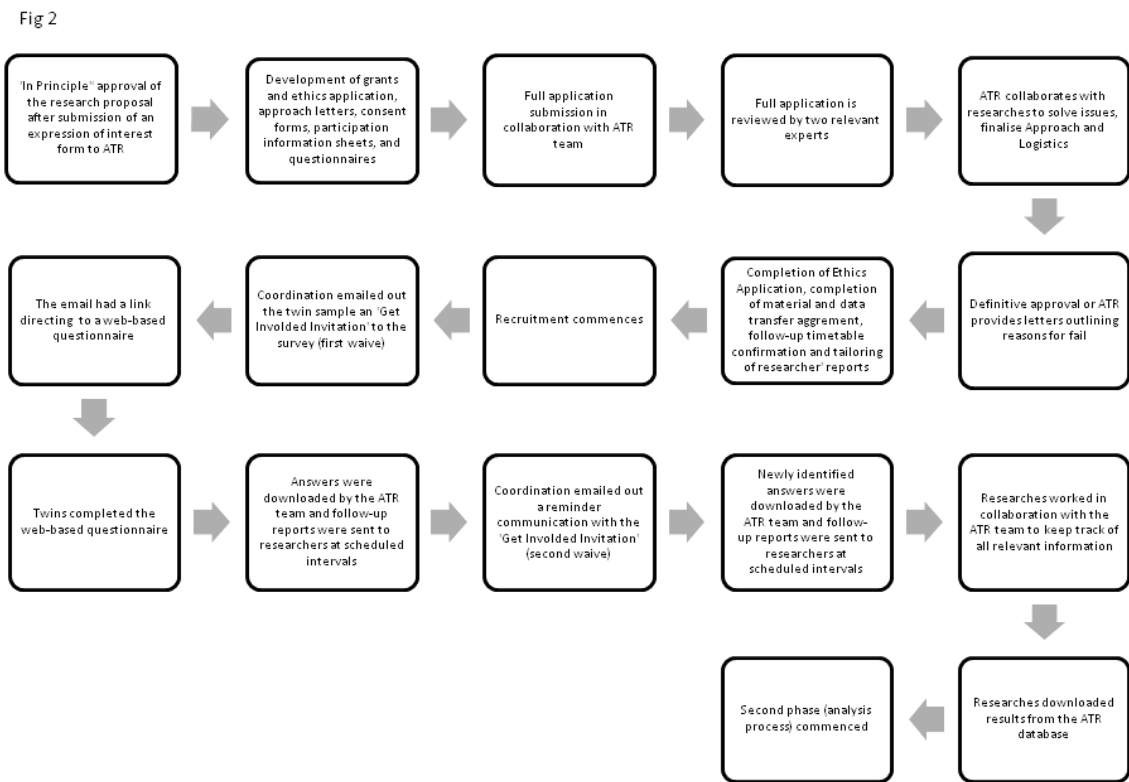 Fig 2
'In Principle" approval of
the research proposal
after submission of an
expression of interest
form to ATR
Development of grants
and ethics application,
approach letters, consent
forms, participation
information sheets, and
questionnaires
Full application
submission in
collaboration with ATR
team
Full application is
reviewed by two relevant
experts
ATR collaborates with
researches to solve issues,
finalise Approach and
Logistics
Definitive approval or ATR
provides letters outlining
reasons for fail
Completion of Ethics
Application, completion
of material and data
transfer aggrement,
follow-up timetable
confirmation and tailoring
of researcher' reports
Recruitment commences
Coordination emailed out
the twin sample an 'Get
Involded Invitation' to the
survey (first waive)
The email had a link
directing to a web-based
questionnaire
Twins completed the
web-based questionnaire
Answers were
downloaded by the ATR
team and follow-up
reports were sent to
researchers at scheduled
intervals
Coordination emailed out
a reminder
communication with the
'Get Involded Invitation'
(second waive)
Newly identified
answers were
downloaded by the
ATR team and follow-
up reports were sent to
researchers at
scheduled intervals
Researches worked in
collaboration with the
ATR team to keep track of
all relevant information
Researches downloaded
results from the ATR
database
Second phase (analysis
process) commenced